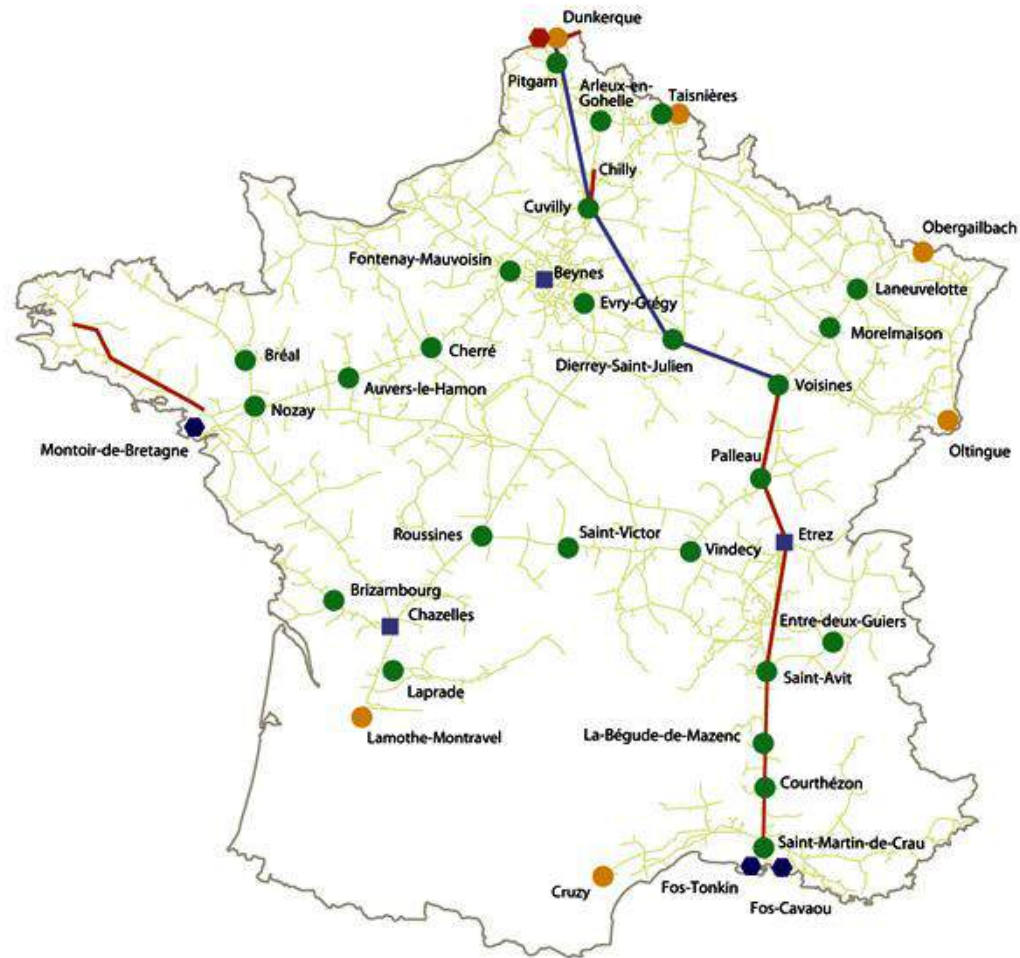 Dunkerque
Pitgam
Arleux-en-
Gohelle
Taisnières
Chilly
Cuvilly
Obergailbach
Fontenay-Mauvoisin
Beynes
Laneuvelotte
Evry-Grégy
Morelmaison
Cherré
Bréal
Dierrey-Saint-Julien
Auvers-le-Hamon
Voisines
Nozay
Montoir-de-Bretagne
Oltingue
Palleau
Roussines
Saint-Victor
Etrez
Vindecy
Brizambourg
Chazelles
Entre-deux-Guiers
Saint-Avit
Laprade
Lamothe-Montravel
La-Bégude-de-Mazenc
Courthézon
Saint-Martin-de-Crau
Cruzy
Fos-Tonkin
Fos-Cavaou